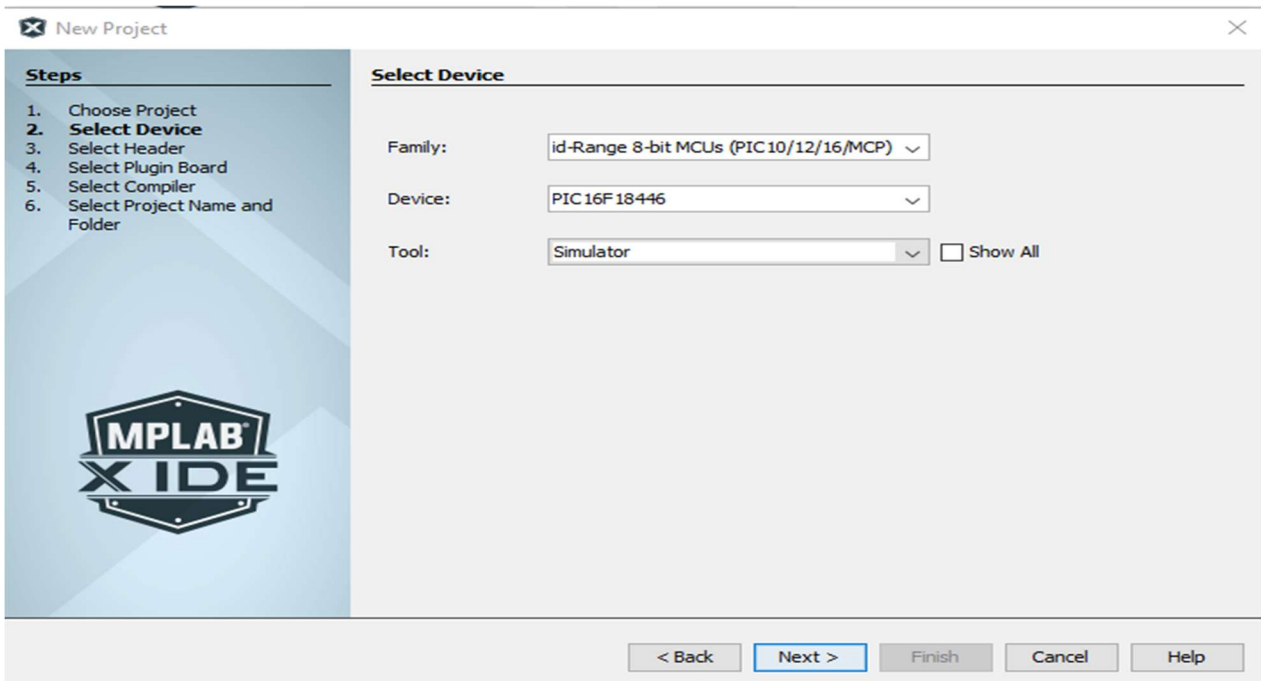 New Project
Steps
1. Choose Project
2. Select Device
3. Select Header
4. Select Plugin Board
5. Select Compiler
6. Select Project Name and
Folder
MPLAB®
X IDE
Select Device
Family: id-Range 8-bit MCUs (PIC10/12/16/MCP)
Device: PIC16F18446
Tool: Simulator Show All
< Back Next > Finish Cancel Help